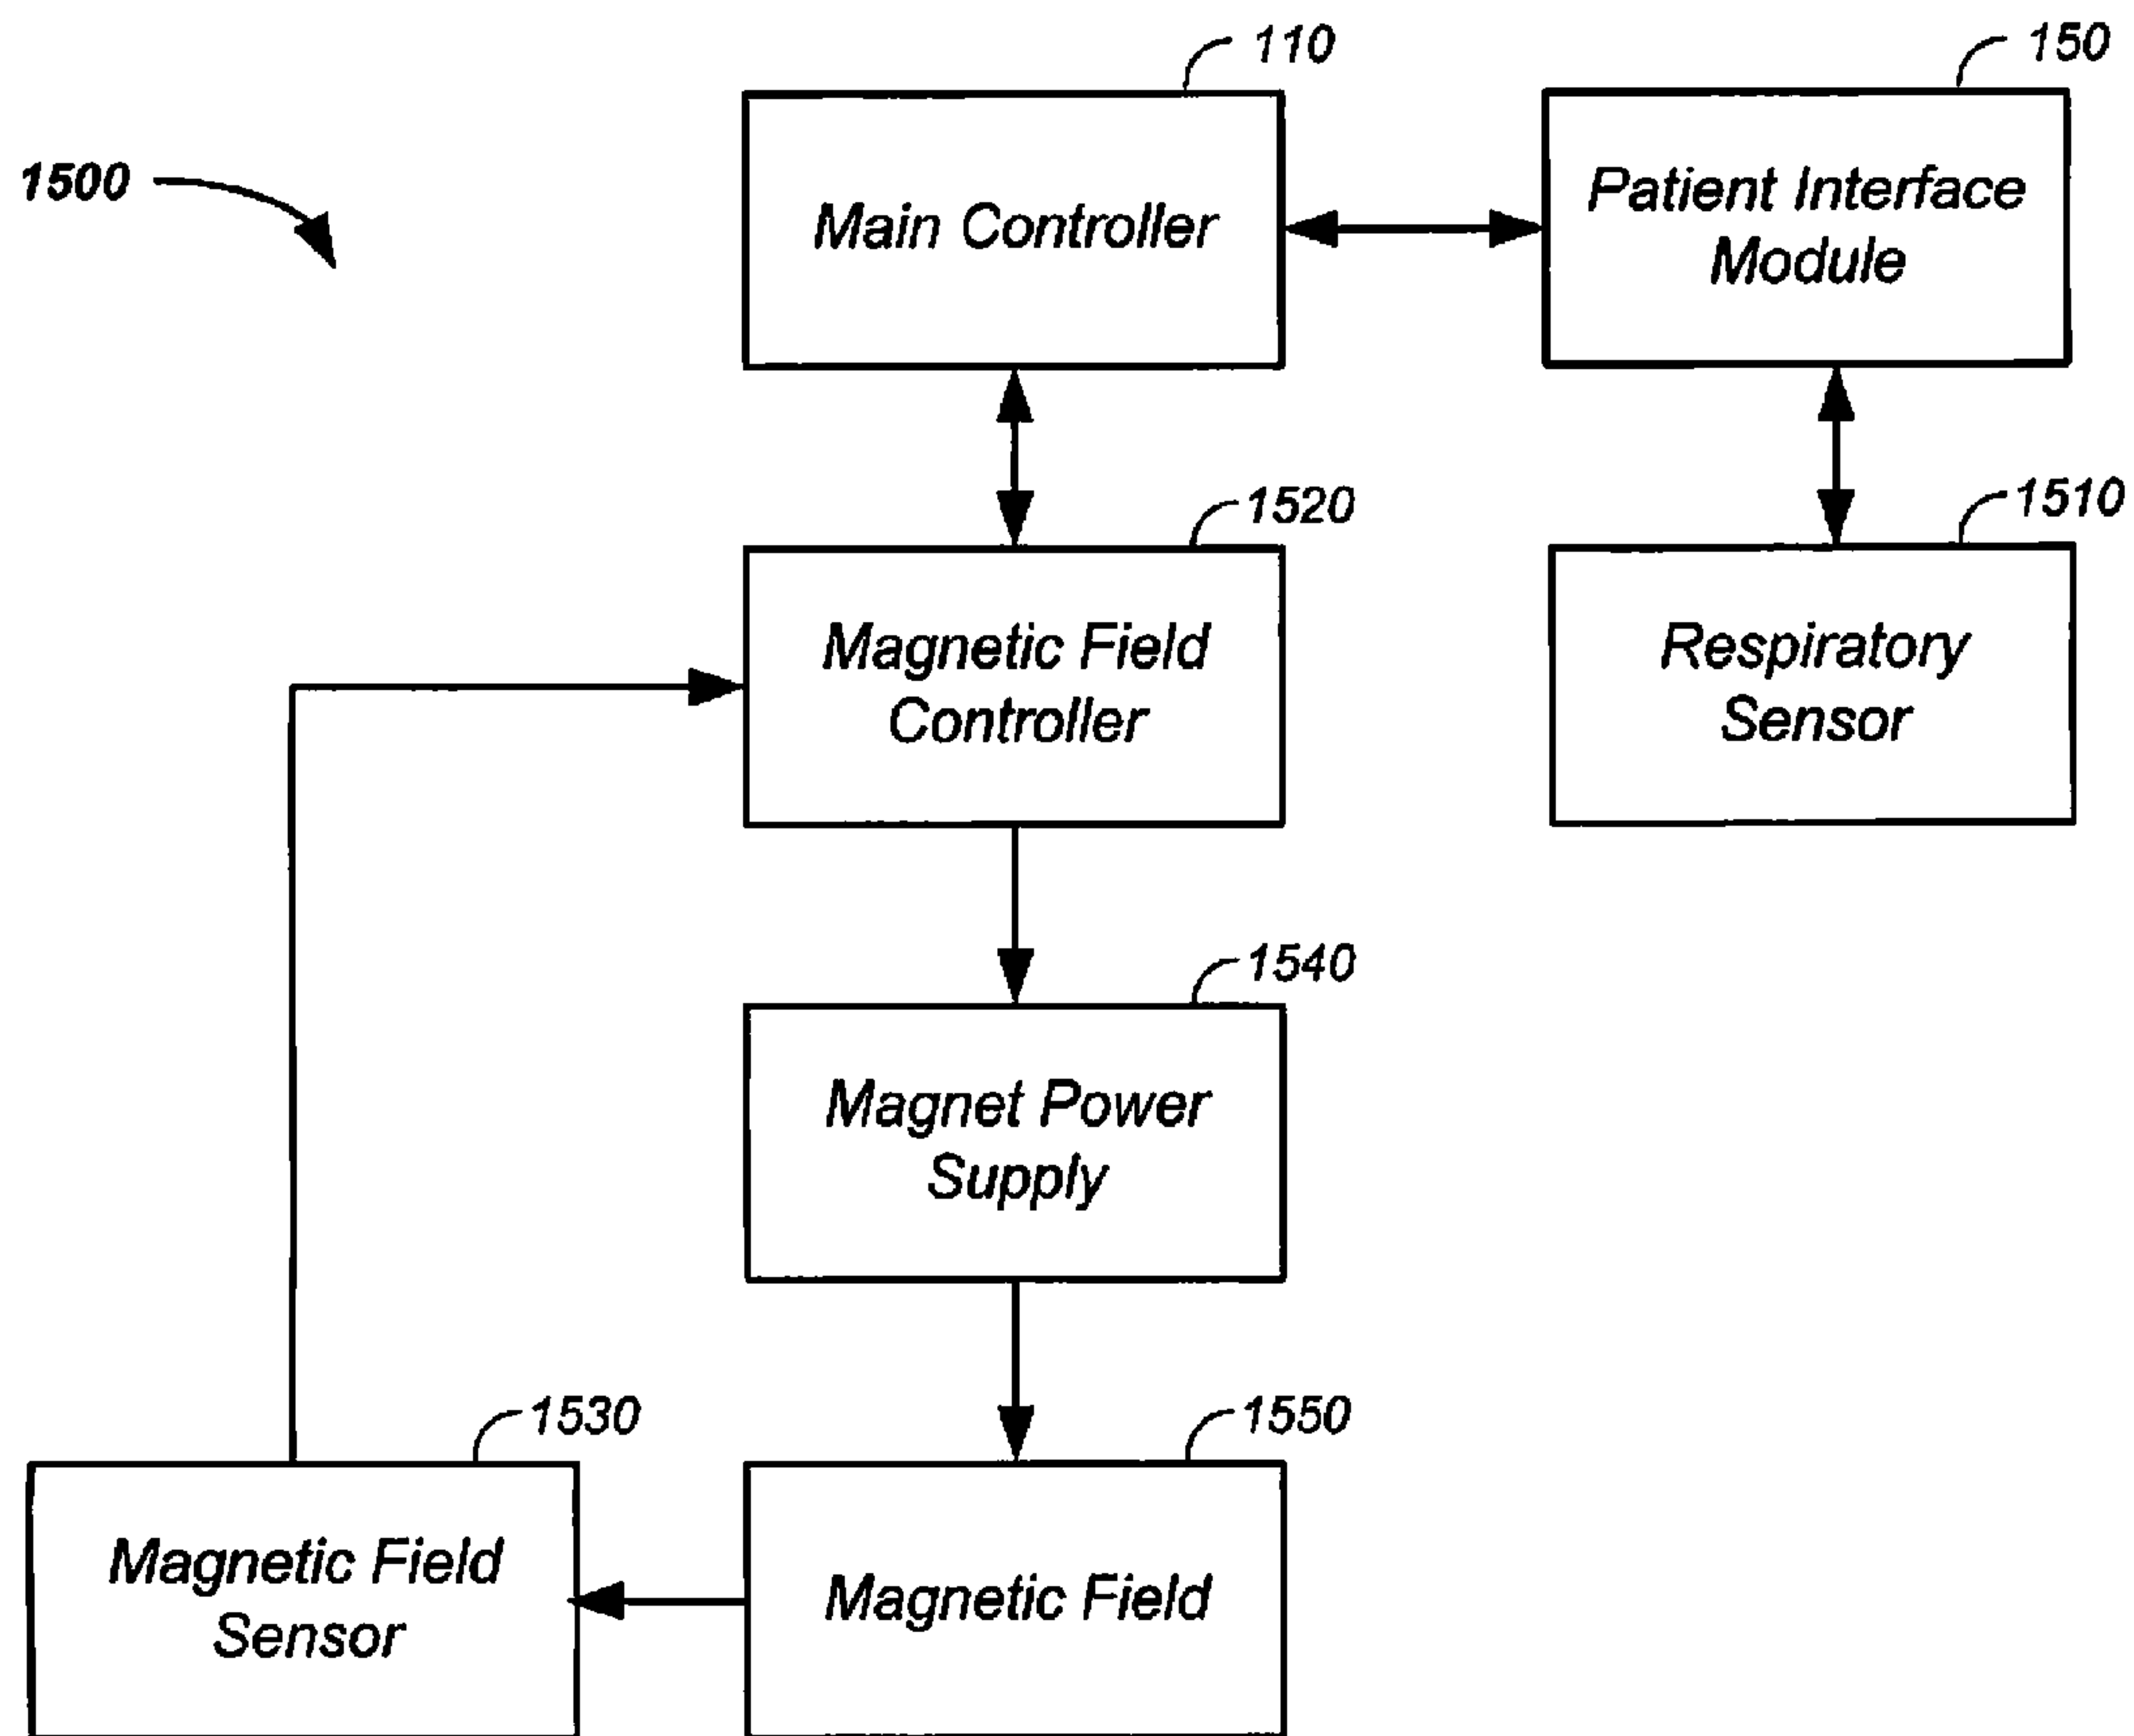 110
150
1500
Main Controller
Patient Interface
Module
1520
1510
Magnetic Field
Controller
Respiratory
Sensor
1540
Magnet Power
Supply
1530
1550
Magnetic Field
Sensor
Magnetic Field